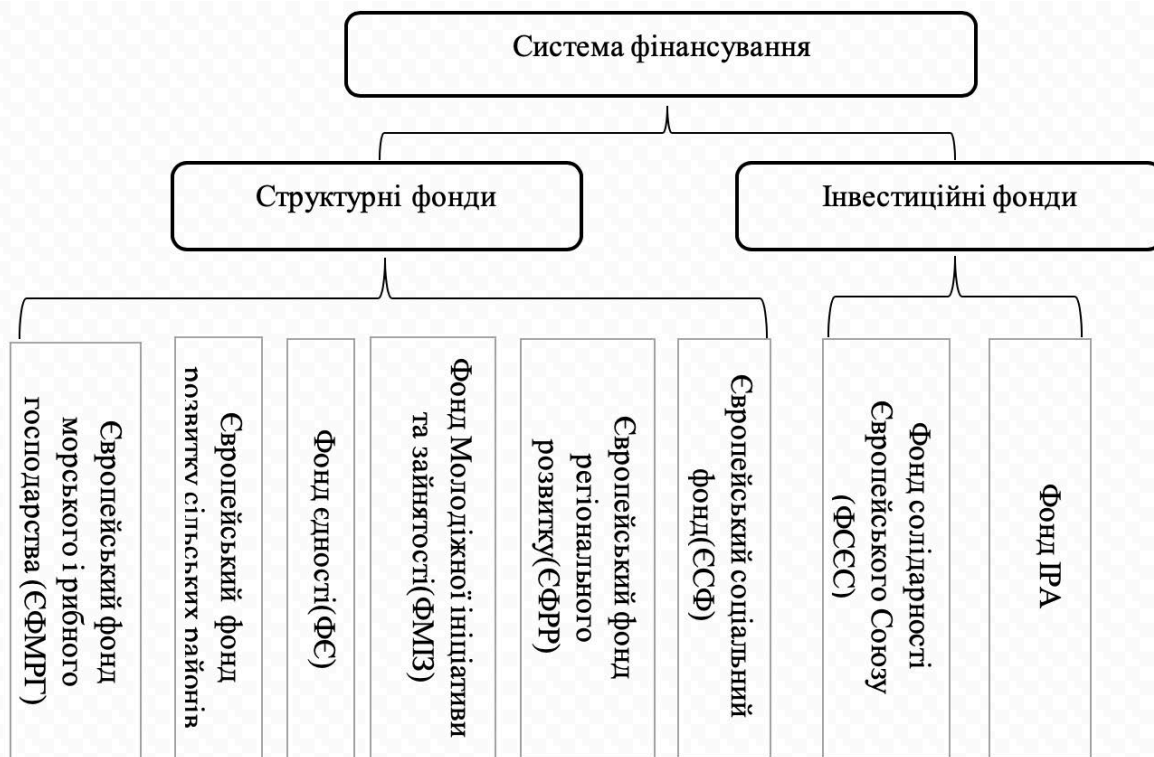 Система фінансування
Структурні фонди
Інвестиційні фонди
Європейський фонд
морського і рибного
господарства (ЄФМРГ)
Європейський фонд
розвитку сільських районів
Фонд єдності(ФЄ)
Фонд Молодіжної ініціативи
та зайнятості(ФМІЗ)
Європейський фонд
регіонального
розвитку(ЄФРР)
Європейський соціальний
фонд(ЄСФ)
Фонд солідарності
Європейського Союзу
(ФСЄС)
Фонд ІРА